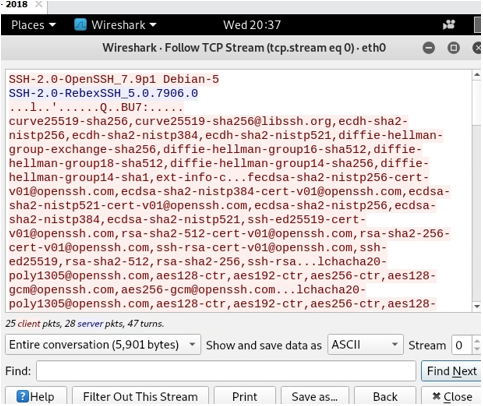 2018 ×
Places Wireshark Wed 20:37
Wireshark · Follow TCP Stream (tcp.stream eq 0) · eth0
SSH-2.0-OpenSSH_7.9p1 Debian-5
SSH-2.0-RebexSSH_5.0.7906.0
...l..'......Q..BU7:.....
curve25519-sha256,curve25519-sha256@libssh.org,ecdh-sha2-
nistp256,ecdh-sha2-nistp384,ecdh-sha2-nistp521,diffie-hellman-
group-exchange-sha256,diffie-hellman-group16-sha512,diffie-
hellman-group18-sha512,diffie-hellman-group14-sha256,diffie-
hellman-group14-sha1,ext-info-c...fecdsa-sha2-nistp256-cert-
v01@openssh.com,ecdsa-sha2-nistp384-cert-v01@openssh.com,ecdsa-
sha2-nistp521-cert-v01@openssh.com,ecdsa-sha2-nistp256,ecdsa-
sha2-nistp384,ecdsa-sha2-nistp521,ssh-ed25519-cert-
v01@openssh.com,rsa-sha2-512-cert-v01@openssh.com,rsa-sha2-256-
cert-v01@openssh.com,ssh-rsa-cert-v01@openssh.com,ssh-
ed25519,rsa-sha2-512,rsa-sha2-256,ssh-rsa...lchacha20-
poly1305@openssh.com,aes128-ctr,aes192-ctr,aes256-ctr,aes128-
gcm@openssh.com,aes256-gcm@openssh.com...lchacha20-
poly1305@openssh.com,aes128-ctr,aes192-ctr,aes256-ctr,aes128-
25 client pkts, 28 server pkts, 47 turns.
Entire conversation (5,901 bytes) Show and save data as ASCII Stream 0
Find: Find Next
?Help Filter Out This Stream Print Save as... Back ×Close